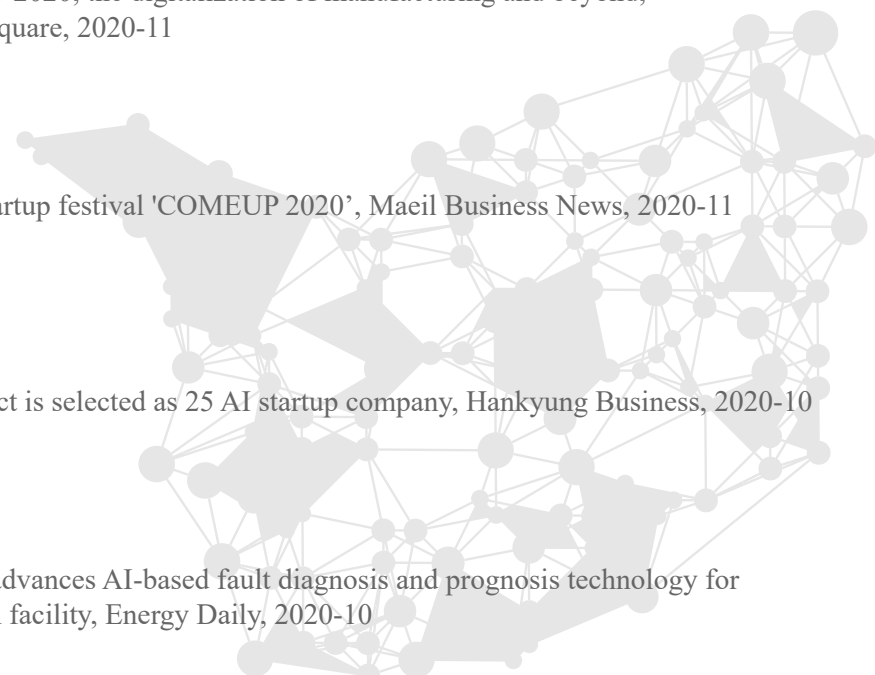 2020, the digitalization of manufacturing and beyond,
quare, 2020-11
artup festival 'COMEUP 2020’, Maeil Business News, 2020-11
ct is selected as 25 AI startup company, Hankyung Business, 2020-10
advances AI-based fault diagnosis and prognosis technology for
facility, Energy Daily, 2020-10